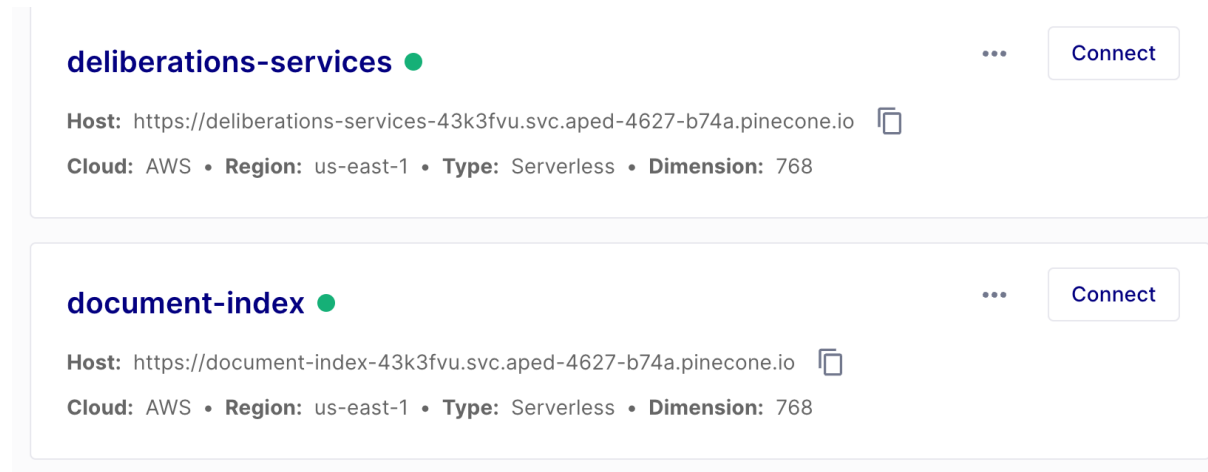 deliberations-services
Connect
Host: https://deliberations-services-43k3fvu.svc.aped-4627-b74a.pinecone.io
Cloud: AWS • Region: us-east-1 • Type: Serverless • Dimension: 768
document-index
Connect
Host: https://document-index-43k3fvu.svc.aped-4627-b74a.pinecone.io
Cloud: AWS • Region: us-east-1 • Type: Serverless • Dimension: 768